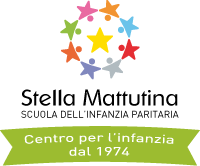 Stella Mattutina
SCUOLA DELL'INFANZIA PARITARIA
Centro per l'infanzia
dal 1974